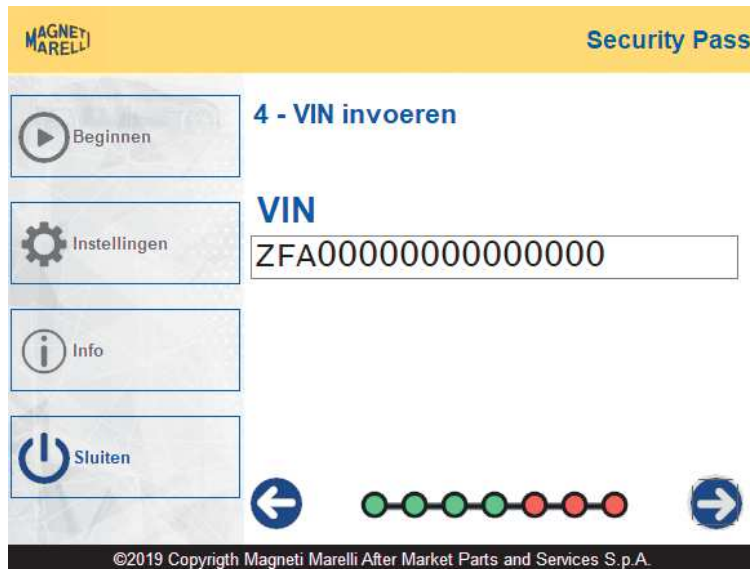 MAGNETI
MARELLI
Security Pass
Beginnen
Instellingen
Info
Sluiten
4 - VIN invoeren
VIN
ZFA00000000000000
©2019 Copyrigth Magneti Marelli After Market Parts and Services S.p.A.